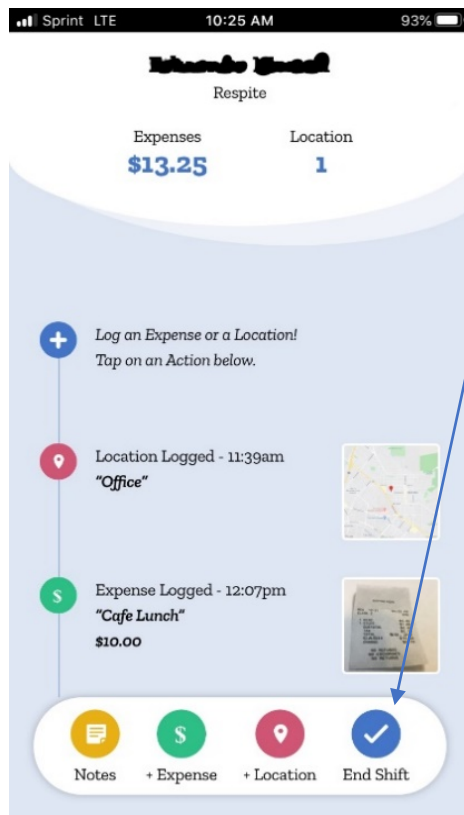 Sprint LTE 10:25 AM 93%
Respite
Expenses Location
$13.25 1
Log an Expense or a Location!
Tap on an Action below.
Location Logged - 11:39am
"Office"
Expense Logged - 12:07pm
"Cafe Lunch"
$10.00
Notes + Expense + Location End Shift